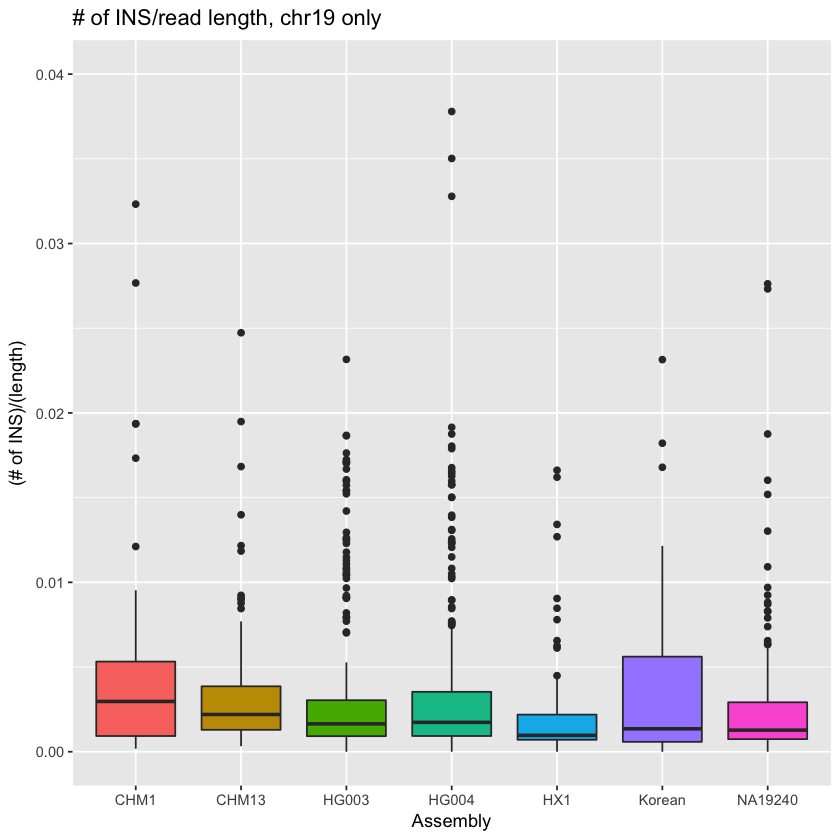 # of INS/read length, chr19 only
(# of INS)/(length)
0.04
0.03
0.02
0.01
0.00
CHM1 CHM13 HG003 HG004 HX1 Korean NA19240
Assembly